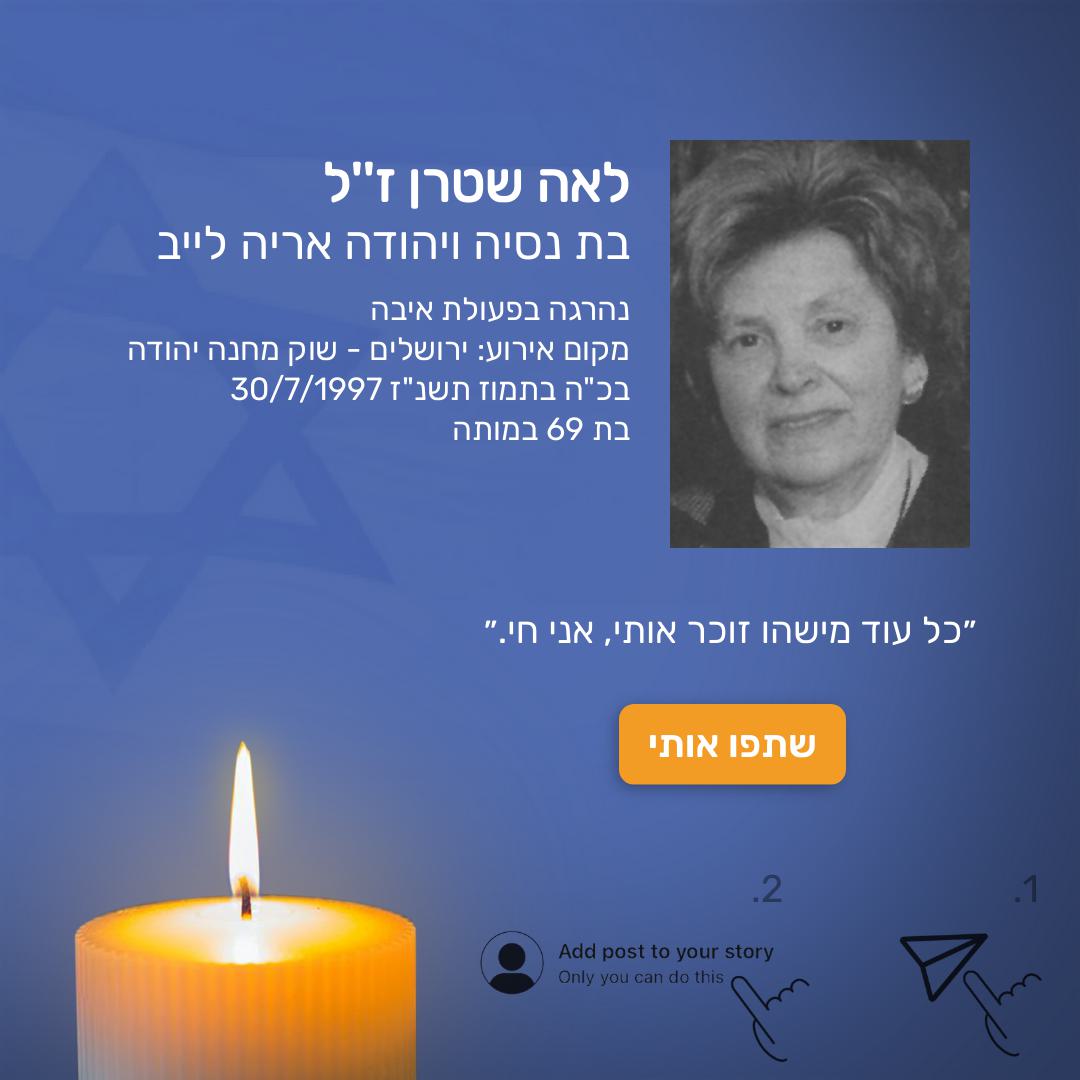 לאה שטרן ז"ל
בת נסיה ויהודה אריה לייב
נהרגה בפעולת איבה
מקום אירוע: ירושלים - שוק מחנה יהודה
בכ"ה בתמוז תשנ"ז 30/7/1997
בת 69 במותה
״כל עוד מישהו זוכר אותי, אני חי.״
שתפו אותי
.1
.2
Add post to your story
Only you can do this